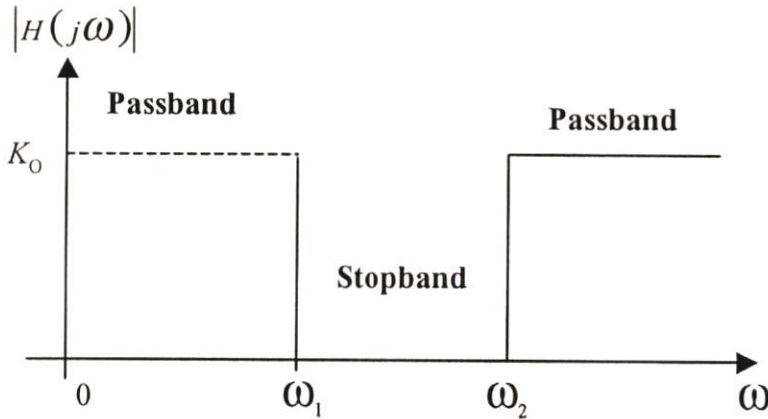 |H(jω)|
Passband
Passband
K₀
Stopband
0
ω₁
ω₂
ω